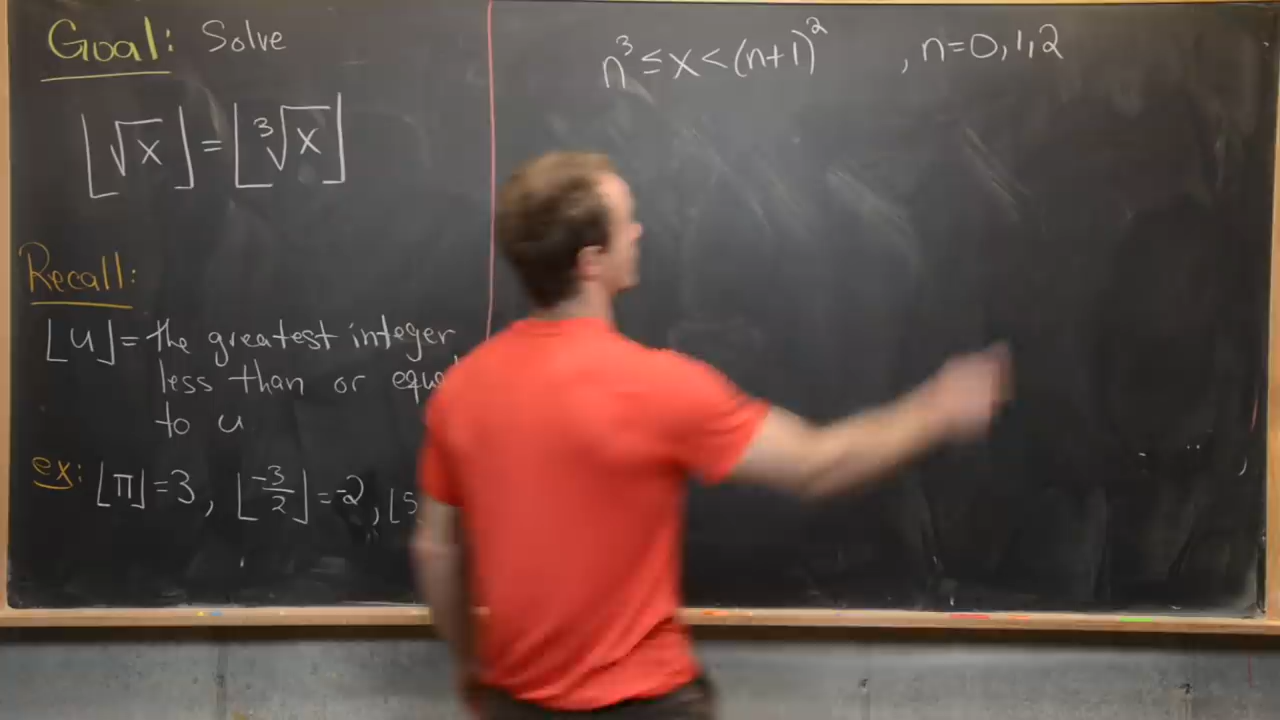 Goal: Solve
⌊√x⌋ = ⌊∛x⌋
Recall:
⌊u⌋ = the greatest integer
less than or
to u
ex: ⌊π⌋ = 3, ⌊-3/2⌋ = -2, ⌊5
n³ ≤ x < (n+1)² , n=0,1,2